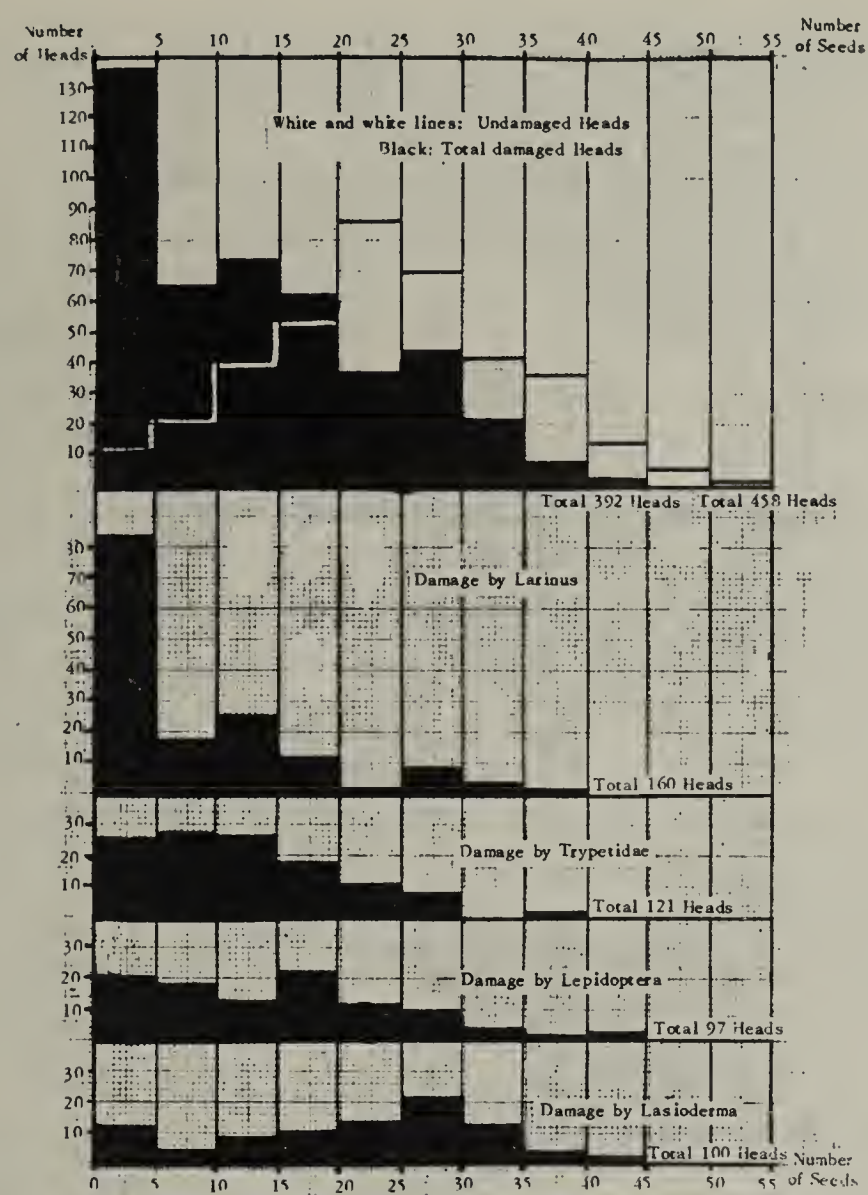 Number
of Heads
5 10 15 20 25 30 35 40 45 50 55
Number
of Seeds
130
120
110
100
90
80
70
60
50
40
30
20
10
White and white lines: Undamaged Heads
Black: Total damaged Heads
Total 392 Heads Total 458 Heads
30
70
60
50
40
30
20
10
Damage by Larinus
Total 160 Heads
30
20
10
Damage by Trypetidae
Total 121 Heads
30
20
10
Damage by Lepidoptera
Total 97 Heads
30
20
10
Damage by Lasioderma
Total 100 Heads
0 5 10 15 20 25 30 35 40 45 50 55
Number
of Seeds